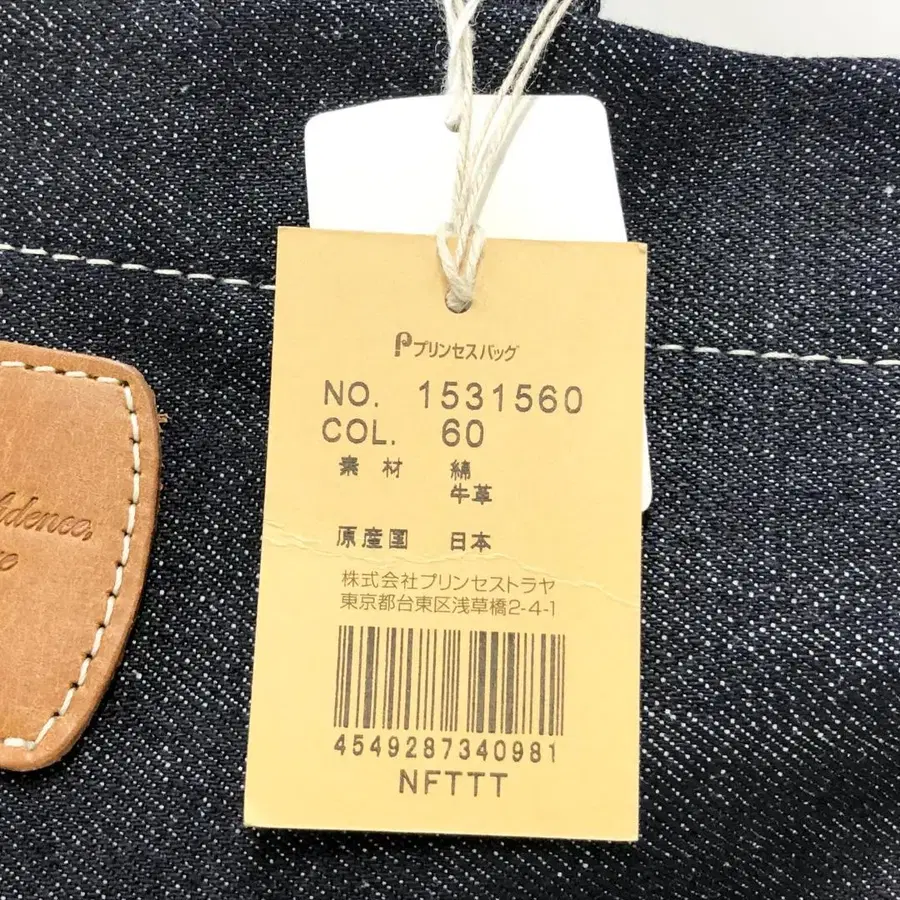 プリンセスバッグ
NO. 1531560
COL. 60
素材 綿
牛革
原産国 日本
株式会社プリンセストラヤ
東京都台東区浅草橋2-4-1
4549287340981
NFTTT